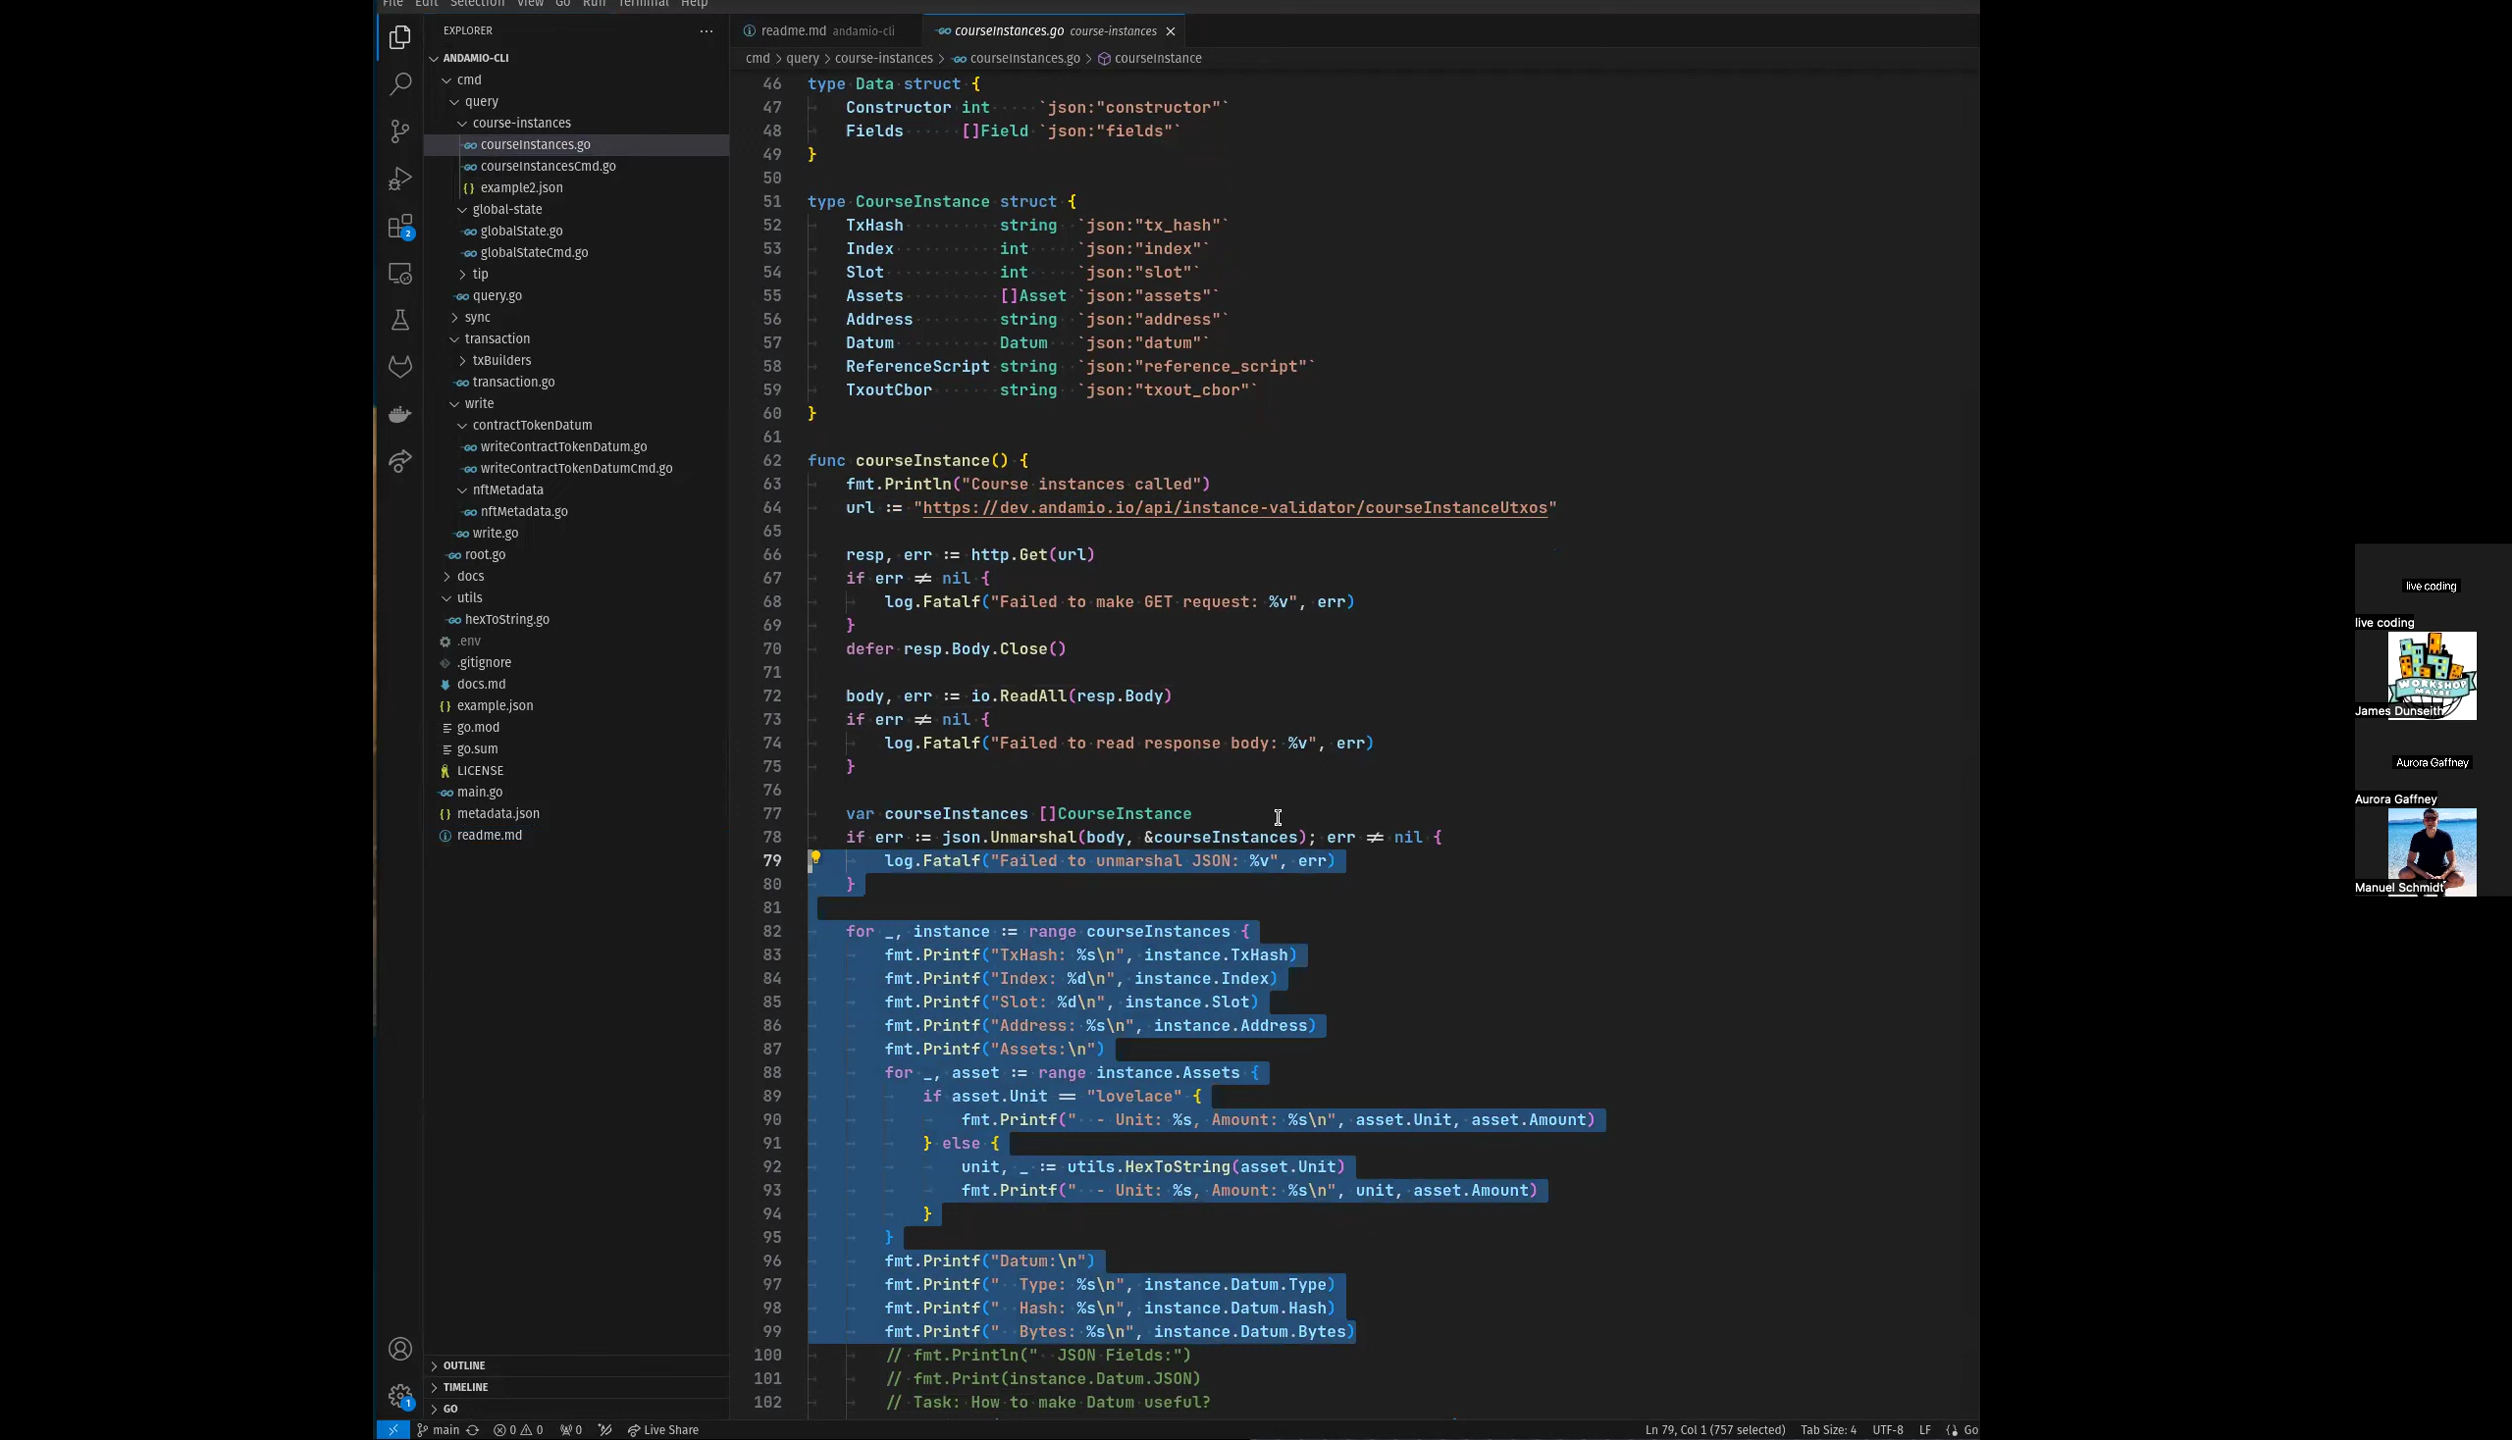 File Edit Selection View Go Run Terminal Help
EXPLORER
ANDAMIO-CLI
cmd
query
course-instances
courseInstances.go
courseInstancesCmd.go
{} example2.json
global-state
globalState.go
globalStateCmd.go
tip
query.go
sync
transaction
txBuilders
transaction.go
write
contractTokenDatum
writeContractTokenDatum.go
writeContractTokenDatumCmd.go
nftMetadata
nftMetadata.go
write.go
root.go
docs
utils
hexToString.go
.env
.gitignore
docs.md
{} example.json
go.mod
go.sum
LICENSE
main.go
{} metadata.json
readme.md
OUTLINE
TIMELINE
GO
2
1
readme.md andamio-cli
courseInstances.go course-instances
cmd > query > course-instances > courseInstances.go > courseInstance
46 type Data struct {
47 Constructor int `json:"constructor"`
48 Fields []Field `json:"fields"`
49 }
50
51 type CourseInstance struct {
52 TxHash string `json:"tx_hash"`
53 Index int `json:"index"`
54 Slot int `json:"slot"`
55 Assets []Asset `json:"assets"`
56 Address string `json:"address"`
57 Datum Datum `json:"datum"`
58 ReferenceScript string `json:"reference_script"`
59 TxoutCbor string `json:"txout_cbor"`
60 }
61
62 func courseInstance() {
63 fmt.Println("Course instances called")
64 url := "https://dev.andamio.io/api/instance-validator/courseInstanceUtxos"
65
66 resp, err := http.Get(url)
67 if err ≠ nil {
68 log.Fatalf("Failed to make GET request: %v", err)
69 }
70 defer resp.Body.Close()
71
72 body, err := io.ReadAll(resp.Body)
73 if err ≠ nil {
74 log.Fatalf("Failed to read response body: %v", err)
75 }
76
77 var courseInstances []CourseInstance
78 if err := json.Unmarshal(body, &courseInstances); err ≠ nil {
79 log.Fatalf("Failed to unmarshal JSON: %v", err)
80 }
81
82 for _, instance := range courseInstances {
83 fmt.Printf("TxHash: %s\n", instance.TxHash)
84 fmt.Printf("Index: %d\n", instance.Index)
85 fmt.Printf("Slot: %d\n", instance.Slot)
86 fmt.Printf("Address: %s\n", instance.Address)
87 fmt.Printf("Assets:\n")
88 for _, asset := range instance.Assets {
89 if asset.Unit == "lovelace" {
90 fmt.Printf("  - Unit: %s, Amount: %s\n", asset.Unit, asset.Amount)
91 } else {
92 unit, _ := utils.HexToString(asset.Unit)
93 fmt.Printf("  - Unit: %s, Amount: %s\n", unit, asset.Amount)
94 }
95 }
96 fmt.Printf("Datum:\n")
97 fmt.Printf("  Type: %s\n", instance.Datum.Type)
98 fmt.Printf("  Hash: %s\n", instance.Datum.Hash)
99 fmt.Printf("  Bytes: %s\n", instance.Datum.Bytes)
100 // fmt.Println("  JSON Fields:")
101 // fmt.Print(instance.Datum.JSON)
102 // Task: How to make Datum useful?
main 0 0 0 Live Share
Ln 79, Col 1 (757 selected) Tab Size: 4 UTF-8 LF {} Go
live coding
live coding
WORKSHOP
MAYBE
James Dunseith
Aurora Gaffney
Aurora Gaffney
Manuel Schmidt